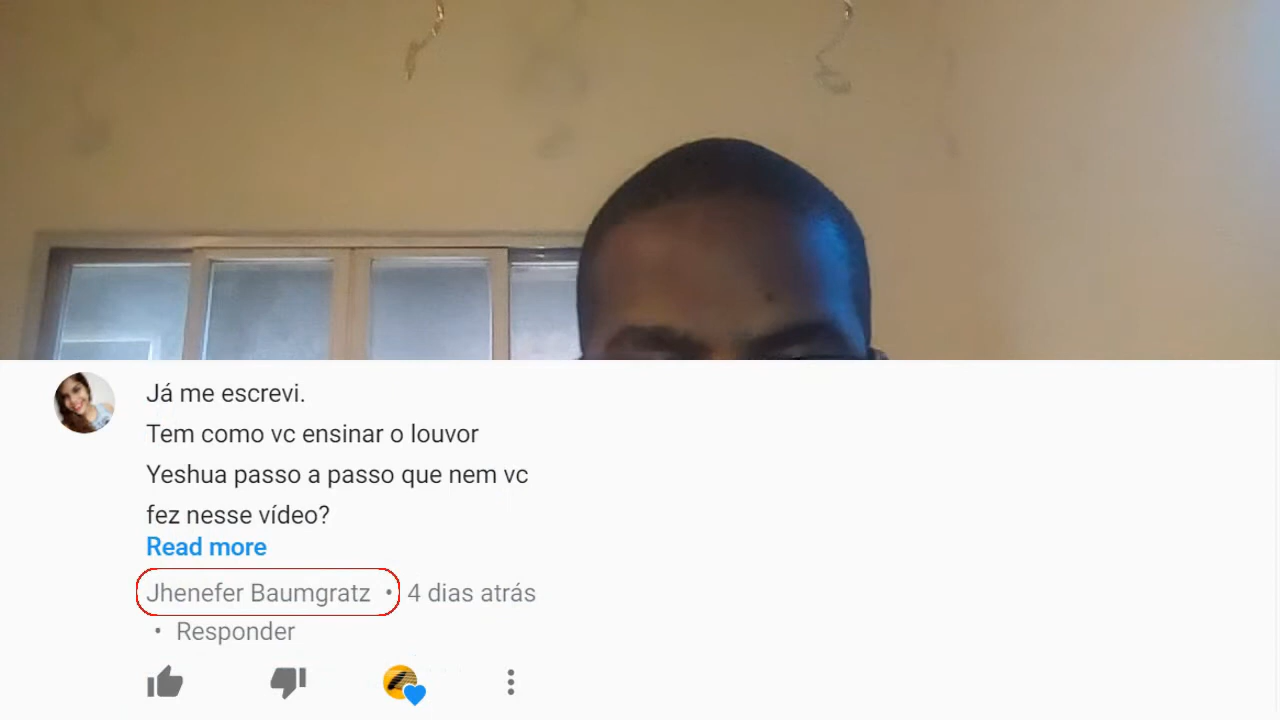 Já me escrevi.
Tem como vc ensinar o louvor
Yeshua passo a passo que nem vc
fez nesse vídeo?
Read more
Jhenefer Baumgratz • 4 dias atrás
• Responder